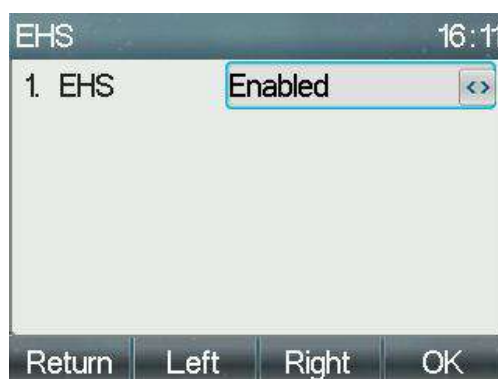 EHS 16:11
1. EHS Enabled <>
Return Left Right OK